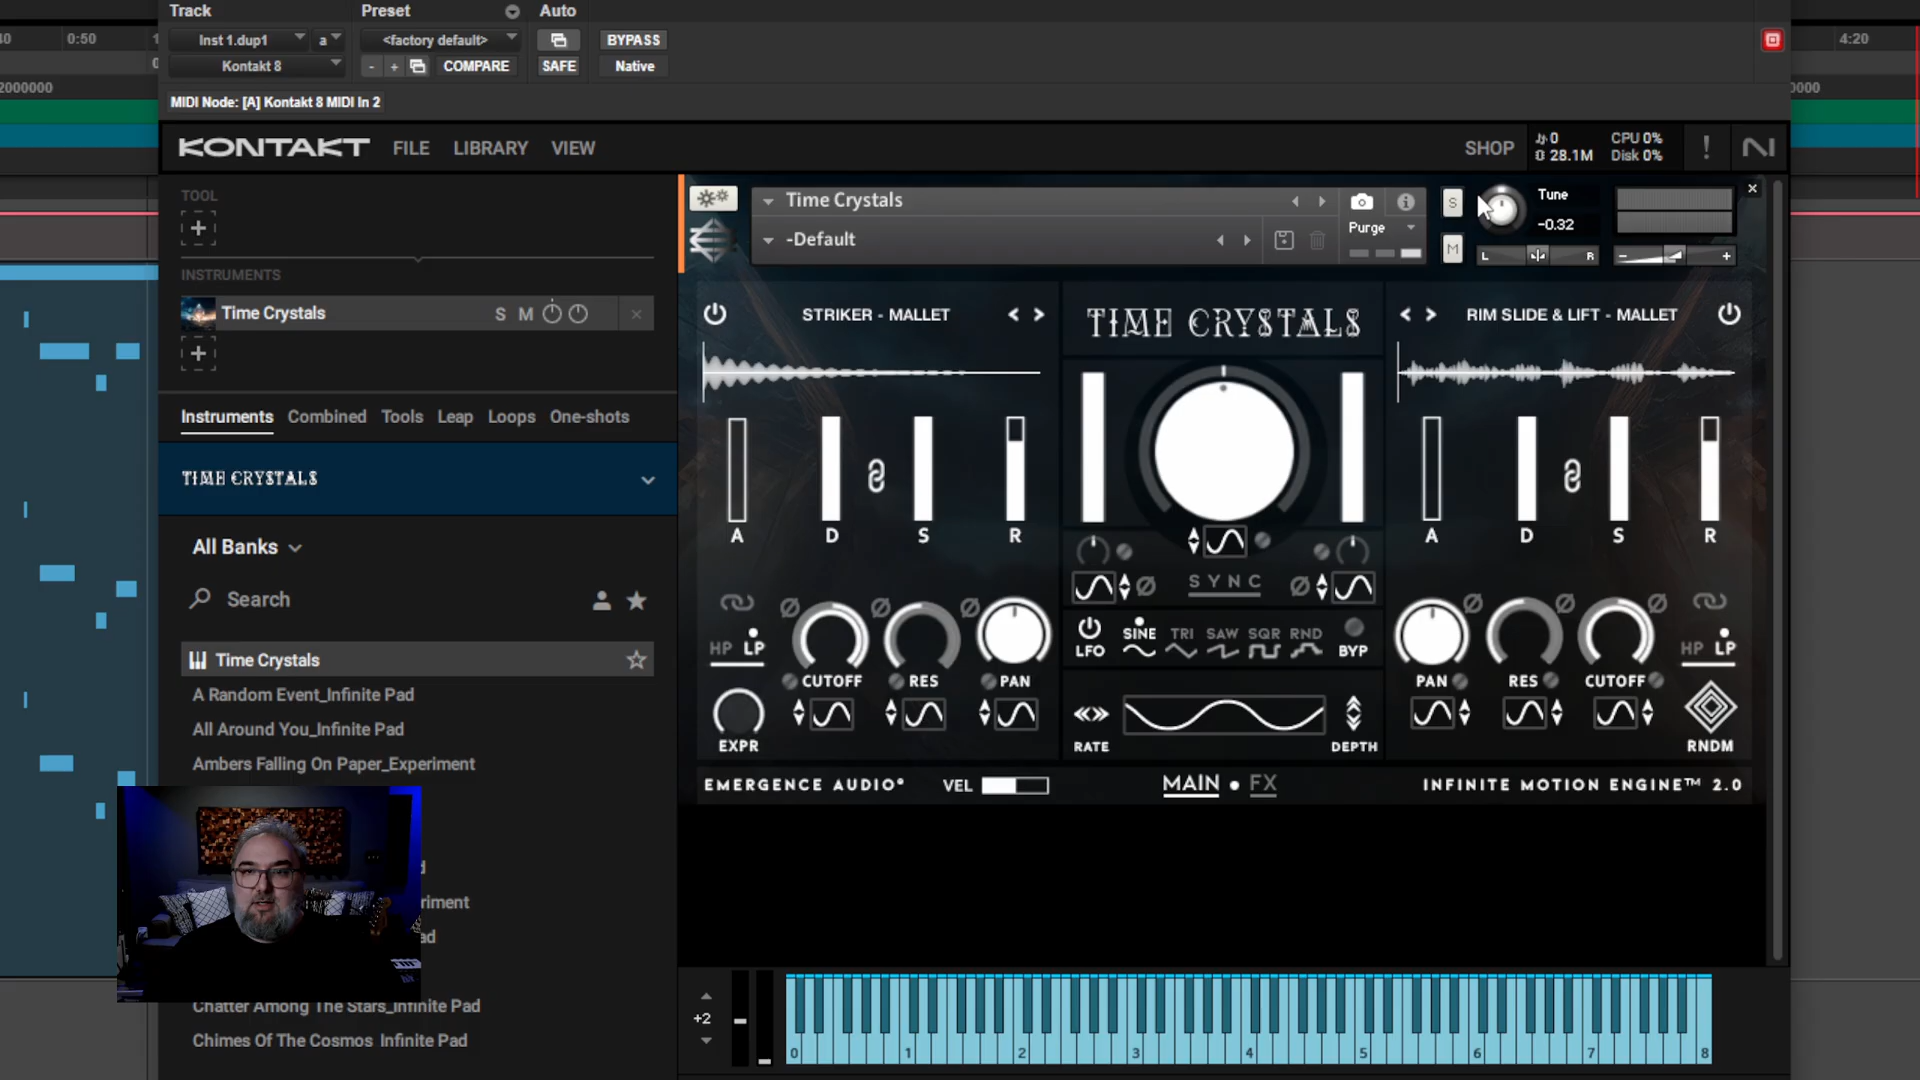 Track
Preset
Auto
0:50
Inst 1.dup1
a
<factory default>
BYPASS
4:20
Kontakt 8
- +
COMPARE
SAFE
Native
2000000
MIDI Node: [A] Kontakt 8 MIDI In 2
KONTAKT
FILE
LIBRARY
VIEW
SHOP
0
28.1M
CPU 0%
Disk 0%
!
TOOL
+
INSTRUMENTS
Time Crystals
S M
+
Time Crystals
-Default
Purge
S
M
Tune
-0.32
L R
- +
STRIKER - MALLET
TIME CRYSTALS
RIM SLIDE & LIFT - MALLET
A D S R
A D S R
SYNC
HP LP
CUTOFF
RES
PAN
EXPR
LFO
SINE
TRI
SAW
SQR
RND
BYP
RATE
DEPTH
PAN
RES
CUTOFF
HP LP
RNDM
EMERGENCE AUDIO
VEL
MAIN • FX
INFINITE MOTION ENGINE™ 2.0
Instruments
Combined
Tools
Leap
Loops
One-shots
TIME CRYSTALS
All Banks
Search
Time Crystals
A Random Event_Infinite Pad
All Around You_Infinite Pad
Ambers Falling On Paper_Experiment
riment
ad
Chatter Among The Stars_Infinite Pad
Chimes Of The Cosmos Infinite Pad
+2
0 1 2 3 4 5 6 7 8